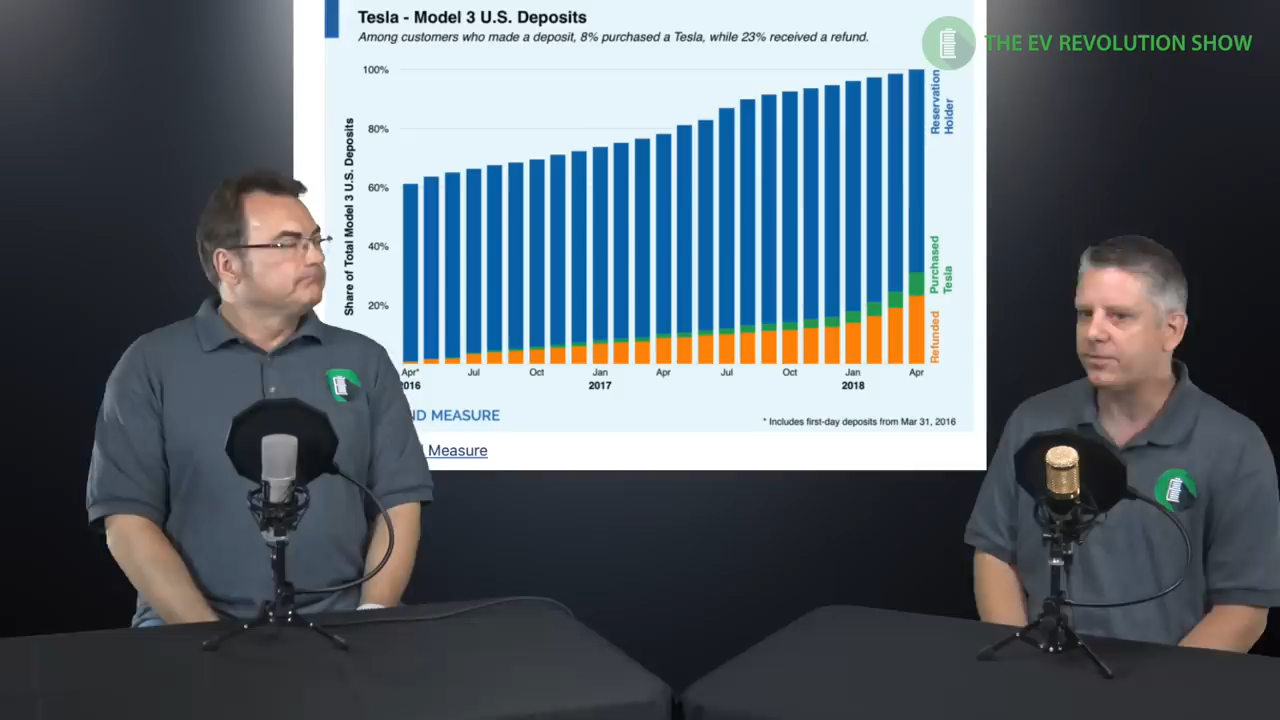 Tesla - Model 3 U.S. Deposits
Among customers who made a deposit, 8% purchased a Tesla, while 23% received a refund.
THE EV REVOLUTION SHOW
100%
80%
60%
40%
20%
Share of Total Model 3 U.S. Deposits
Reservation
Holder
Purchased
Tesla
Refunded
Apr* Jul Oct Jan Apr Jul Oct Jan Apr
2016 2017 2018
ND MEASURE
* Includes first-day deposits from Mar 31, 2016
Measure